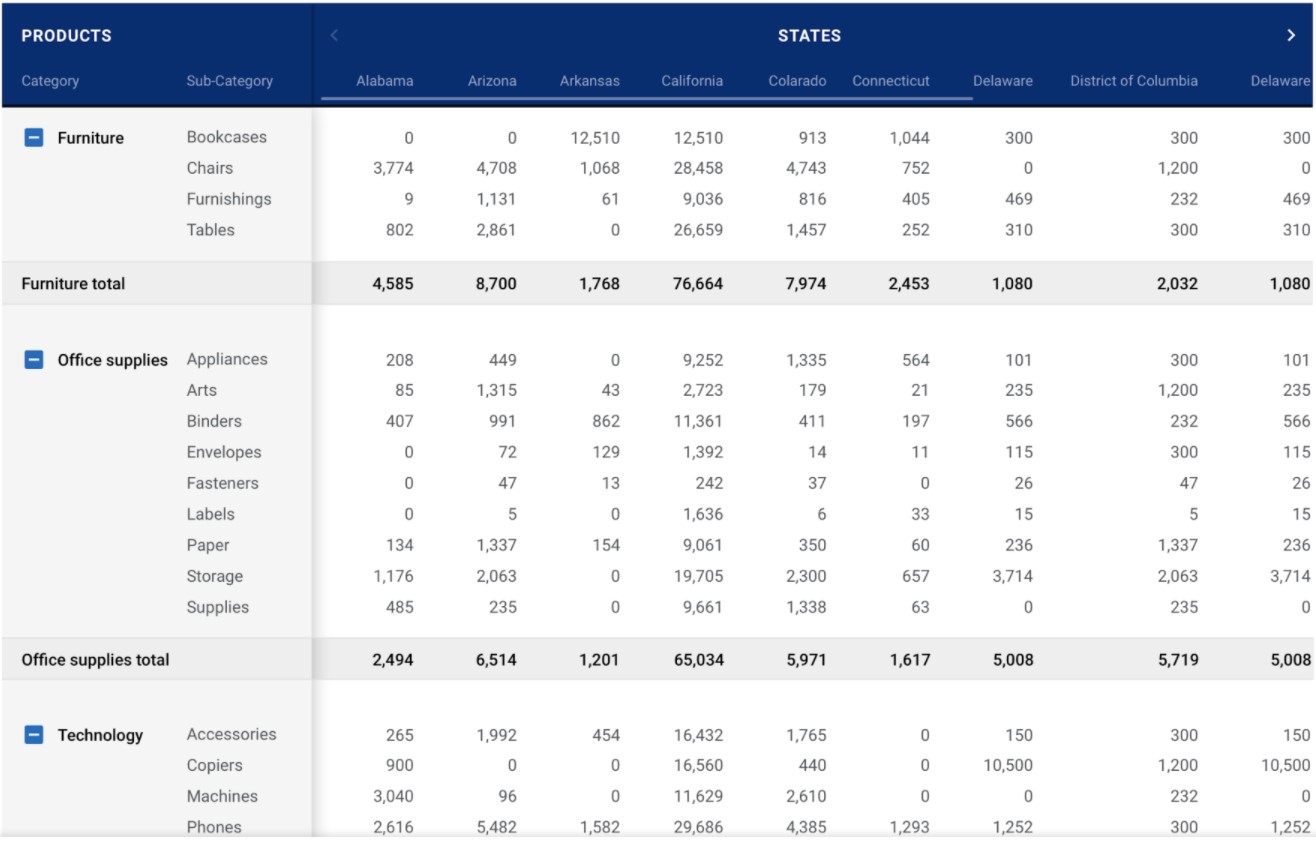 PRODUCTS STATES
Category Sub-Category Alabama Arizona Arkansas California Colarado Connecticut Delaware District of Columbia Delaware
Furniture Bookcases 0 0 12,510 12,510 913 1,044 300 300 300
Chairs 3,774 4,708 1,068 28,458 4,743 752 0 1,200 0
Furnishings 9 1,131 61 9,036 816 405 469 232 469
Tables 802 2,861 0 26,659 1,457 252 310 300 310
Furniture total 4,585 8,700 1,768 76,664 7,974 2,453 1,080 2,032 1,080
Office supplies Appliances 208 449 0 9,252 1,335 564 101 300 101
Arts 85 1,315 43 2,723 179 21 235 1,200 235
Binders 407 991 862 11,361 411 197 566 232 566
Envelopes 0 72 129 1,392 14 11 115 300 115
Fasteners 0 47 13 242 37 0 26 47 26
Labels 0 5 0 1,636 6 33 15 5 15
Paper 134 1,337 154 9,061 350 60 236 1,337 236
Storage 1,176 2,063 0 19,705 2,300 657 3,714 2,063 3,714
Supplies 485 235 0 9,661 1,338 63 0 235 0
Office supplies total 2,494 6,514 1,201 65,034 5,971 1,617 5,008 5,719 5,008
Technology Accessories 265 1,992 454 16,432 1,765 0 150 300 150
Copiers 900 0 0 16,560 440 0 10,500 1,200 10,500
Machines 3,040 96 0 11,629 2,610 0 0 232 0
Phones 2,616 5,482 1,582 29,686 4,385 1,293 1,252 300 1,252